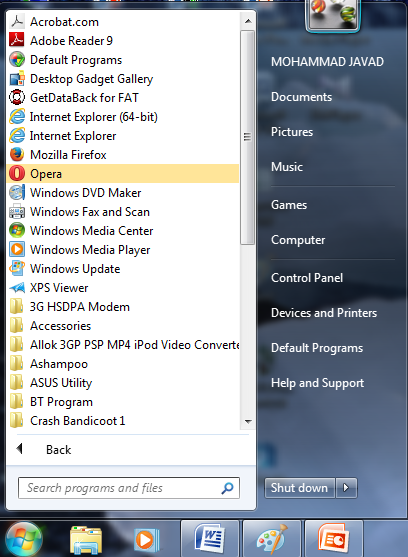 Acrobat.com
Adobe Reader 9
Default Programs
Desktop Gadget Gallery
GetDataBack for FAT
Internet Explorer (64-bit)
Internet Explorer
Mozilla Firefox
Opera
Windows DVD Maker
Windows Fax and Scan
Windows Media Center
Windows Media Player
Windows Update
XPS Viewer
3G HSDPA Modem
Accessories
Allok 3GP PSP MP4 iPod Video Converte
Ashampoo
ASUS Utility
BT Program
Crash Bandicoot 1
Back
Search programs and files
MOHAMMAD JAVAD
Documents
Pictures
Music
Games
Computer
Control Panel
Devices and Printers
Default Programs
Help and Support
Shut down